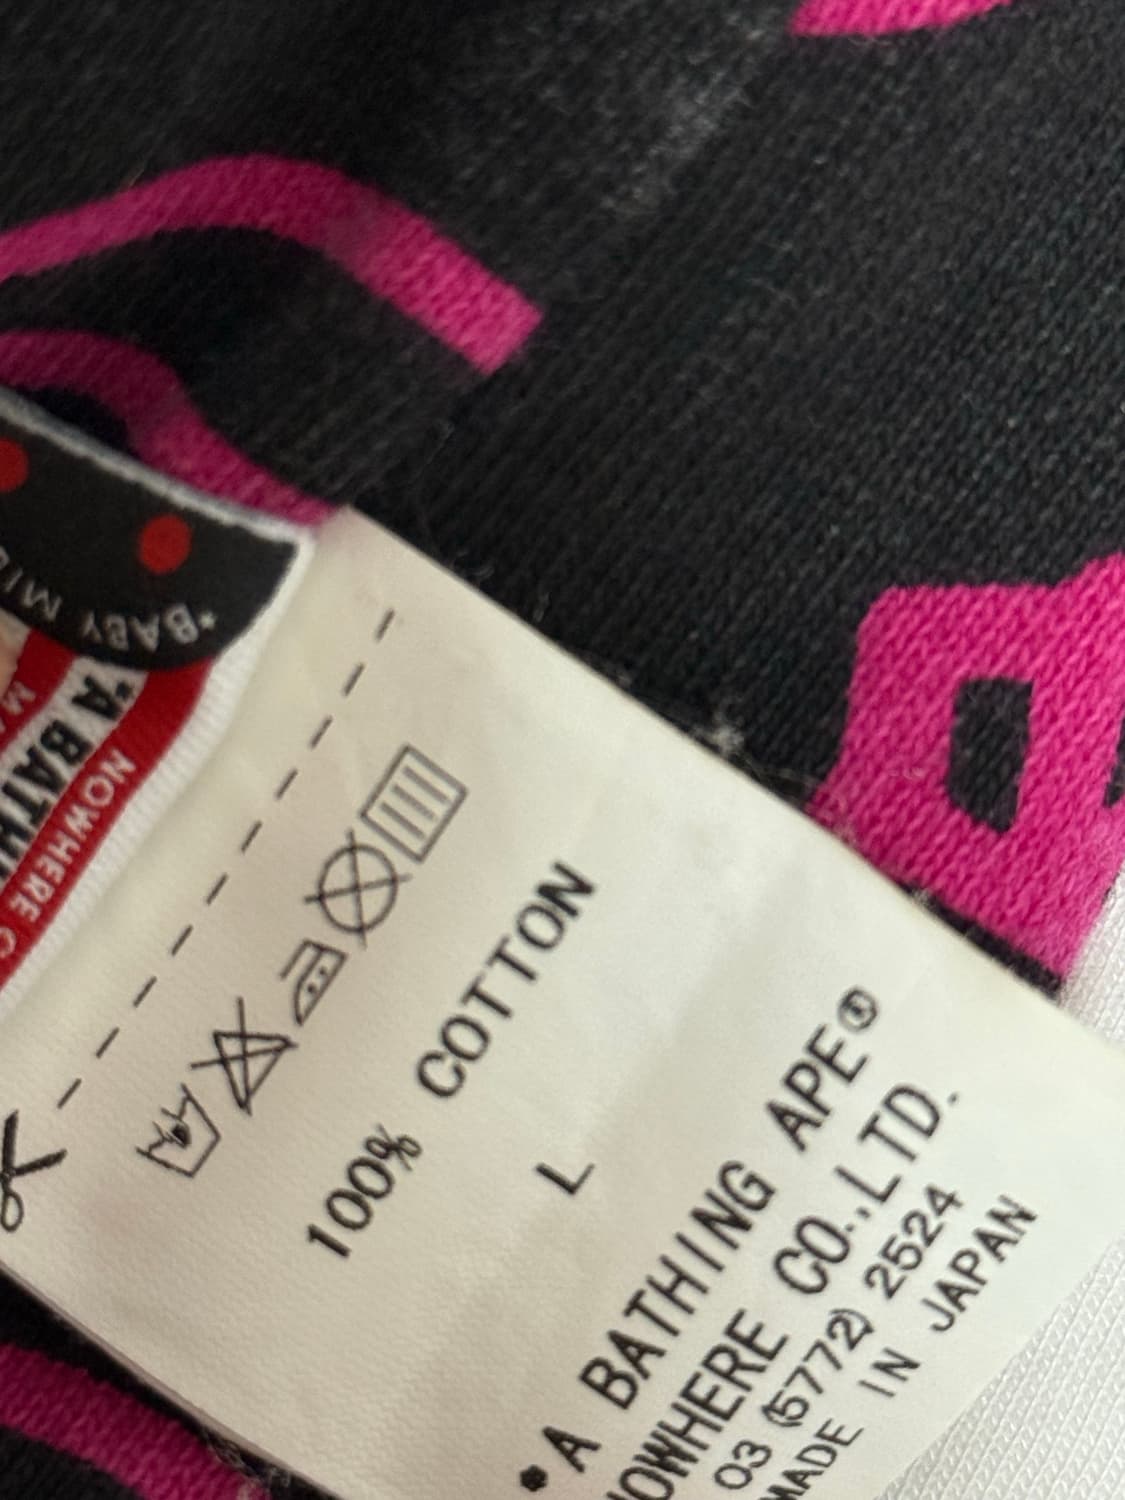 *BABY MI
*A BATH
NOWHERE C
100% COTTON
L
•A BATHING APE®
NOWHERE CO.,LTD.
03 (5772) 2524
MADE IN JAPAN